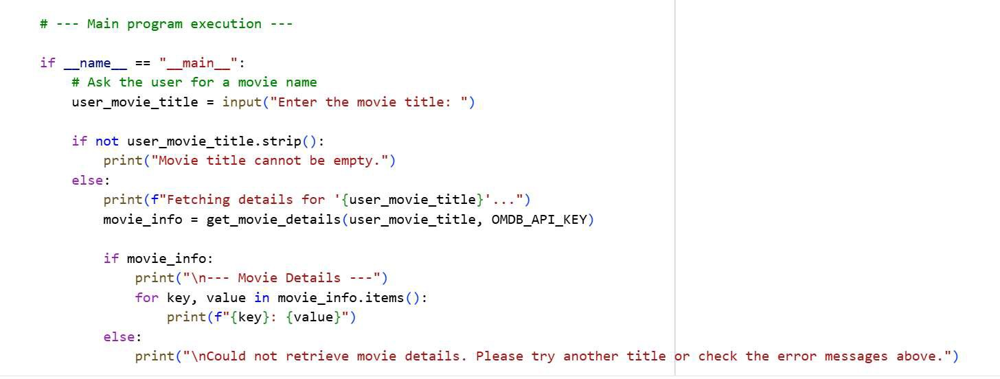 # --- Main program execution ---
if __name__ == "__main__":
    # Ask the user for a movie name
    user_movie_title = input("Enter the movie title: ")
    if not user_movie_title.strip():
        print("Movie title cannot be empty.")
    else:
        print(f"Fetching details for '{user_movie_title}'...")
        movie_info = get_movie_details(user_movie_title, OMDB_API_KEY)
        if movie_info:
            print("\n--- Movie Details ---")
            for key, value in movie_info.items():
                print(f"{key}: {value}")
        else:
            print("\nCould not retrieve movie details. Please try another title or check the error messages above.")